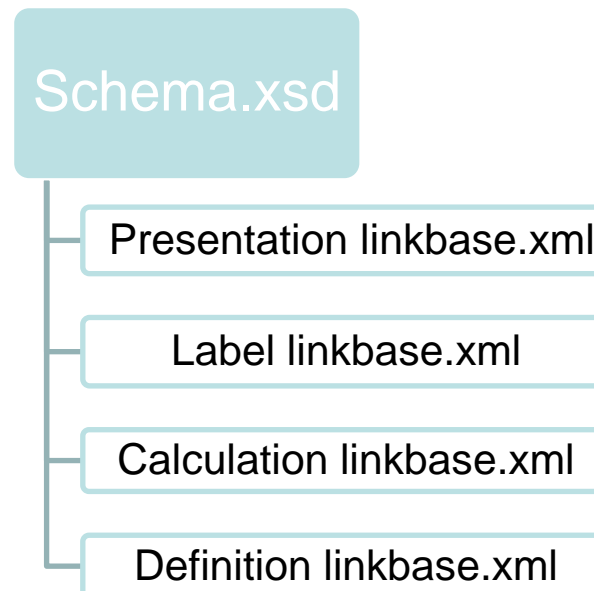 Schema.xsd
Presentation linkbase.xml
Label linkbase.xml
Calculation linkbase.xml
Definition linkbase.xml